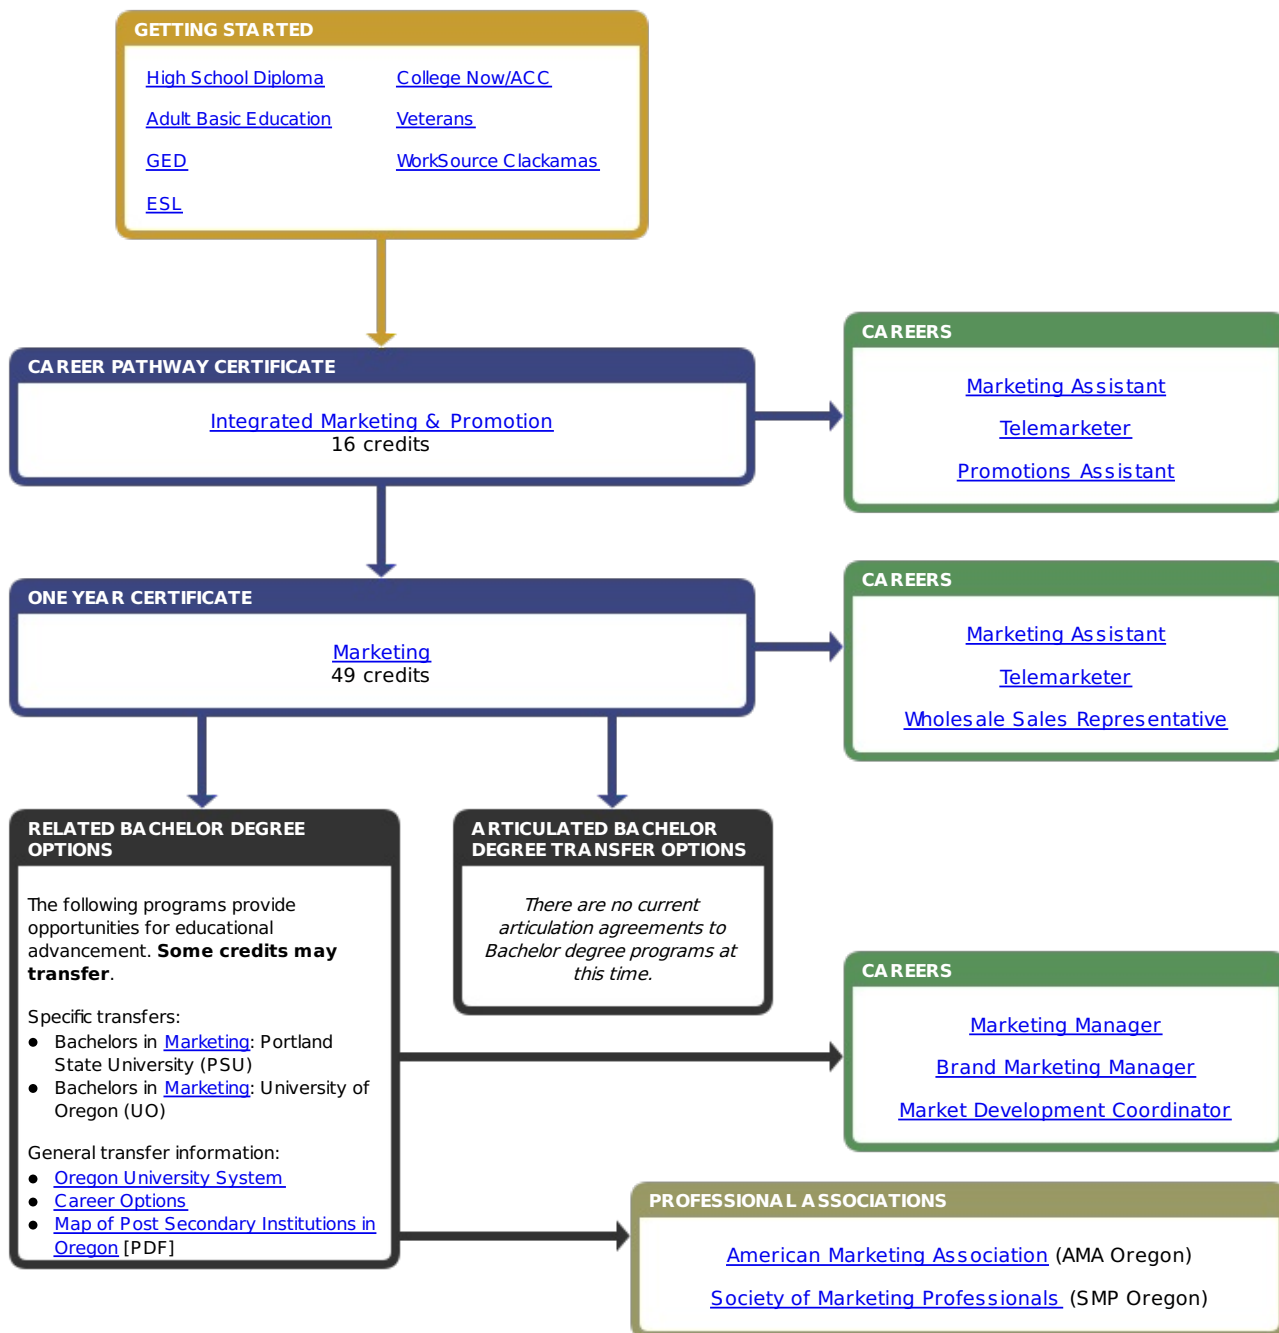 GETTING STARTED
High School Diploma
Adult Basic Education
GED
ESL
College Now/ACC
Veterans
WorkSource Clackamas
CAREER PATHWAY CERTIFICATE
Integrated Marketing & Promotion
16 credits
CAREERS
Marketing Assistant
Telemarketer
Promotions Assistant
ONE YEAR CERTIFICATE
Marketing
49 credits
CAREERS
Marketing Assistant
Telemarketer
Wholesale Sales Representative
RELATED BACHELOR DEGREE
OPTIONS
The following programs provide
opportunities for educational
advancement. Some credits may
transfer.
Specific transfers:
● Bachelors in Marketing: Portland
State University (PSU)
● Bachelors in Marketing: University of
Oregon (UO)
General transfer information:
● Oregon University System
● Career Options
● Map of Post Secondary Institutions in
Oregon [PDF]
ARTICULATED BACHELOR
DEGREE TRANSFER OPTIONS
There are no current
articulation agreements to
Bachelor degree programs at
this time.
CAREERS
Marketing Manager
Brand Marketing Manager
Market Development Coordinator
PROFESSIONAL ASSOCIATIONS
American Marketing Association (AMA Oregon)
Society of Marketing Professionals (SMP Oregon)